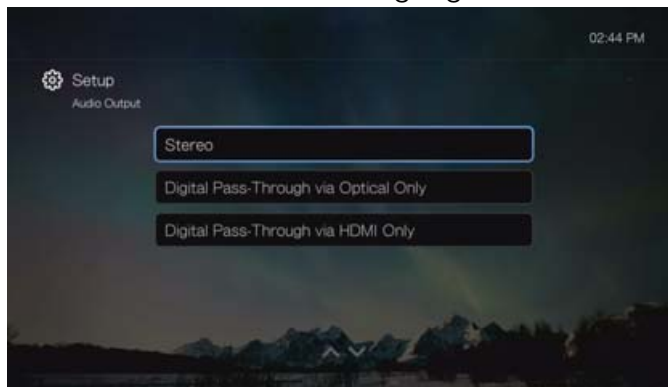 02:44 PM
Setup
Audio Output
Stereo
Digital Pass-Through via Optical Only
Digital Pass-Through via HDMI Only